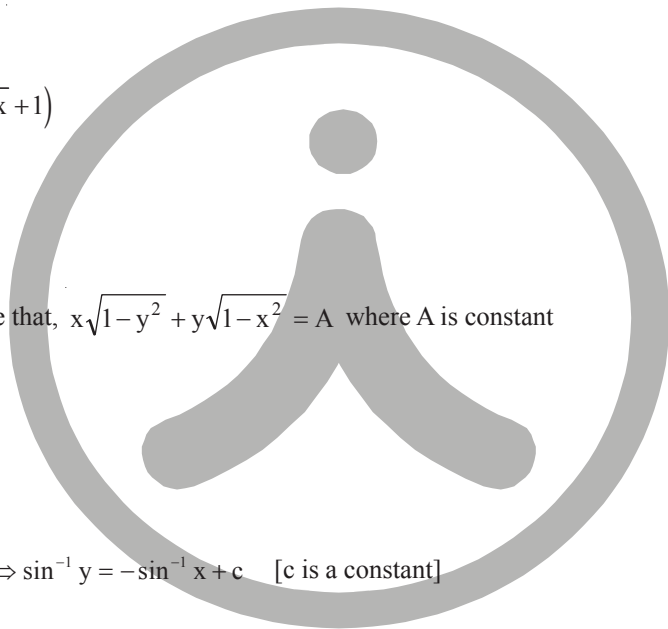 x + 1)
that, x√(1 − y²) + y√(1 − x²) = A where A is constant
⇒ sin⁻¹ y = −sin⁻¹ x + c [c is a constant]